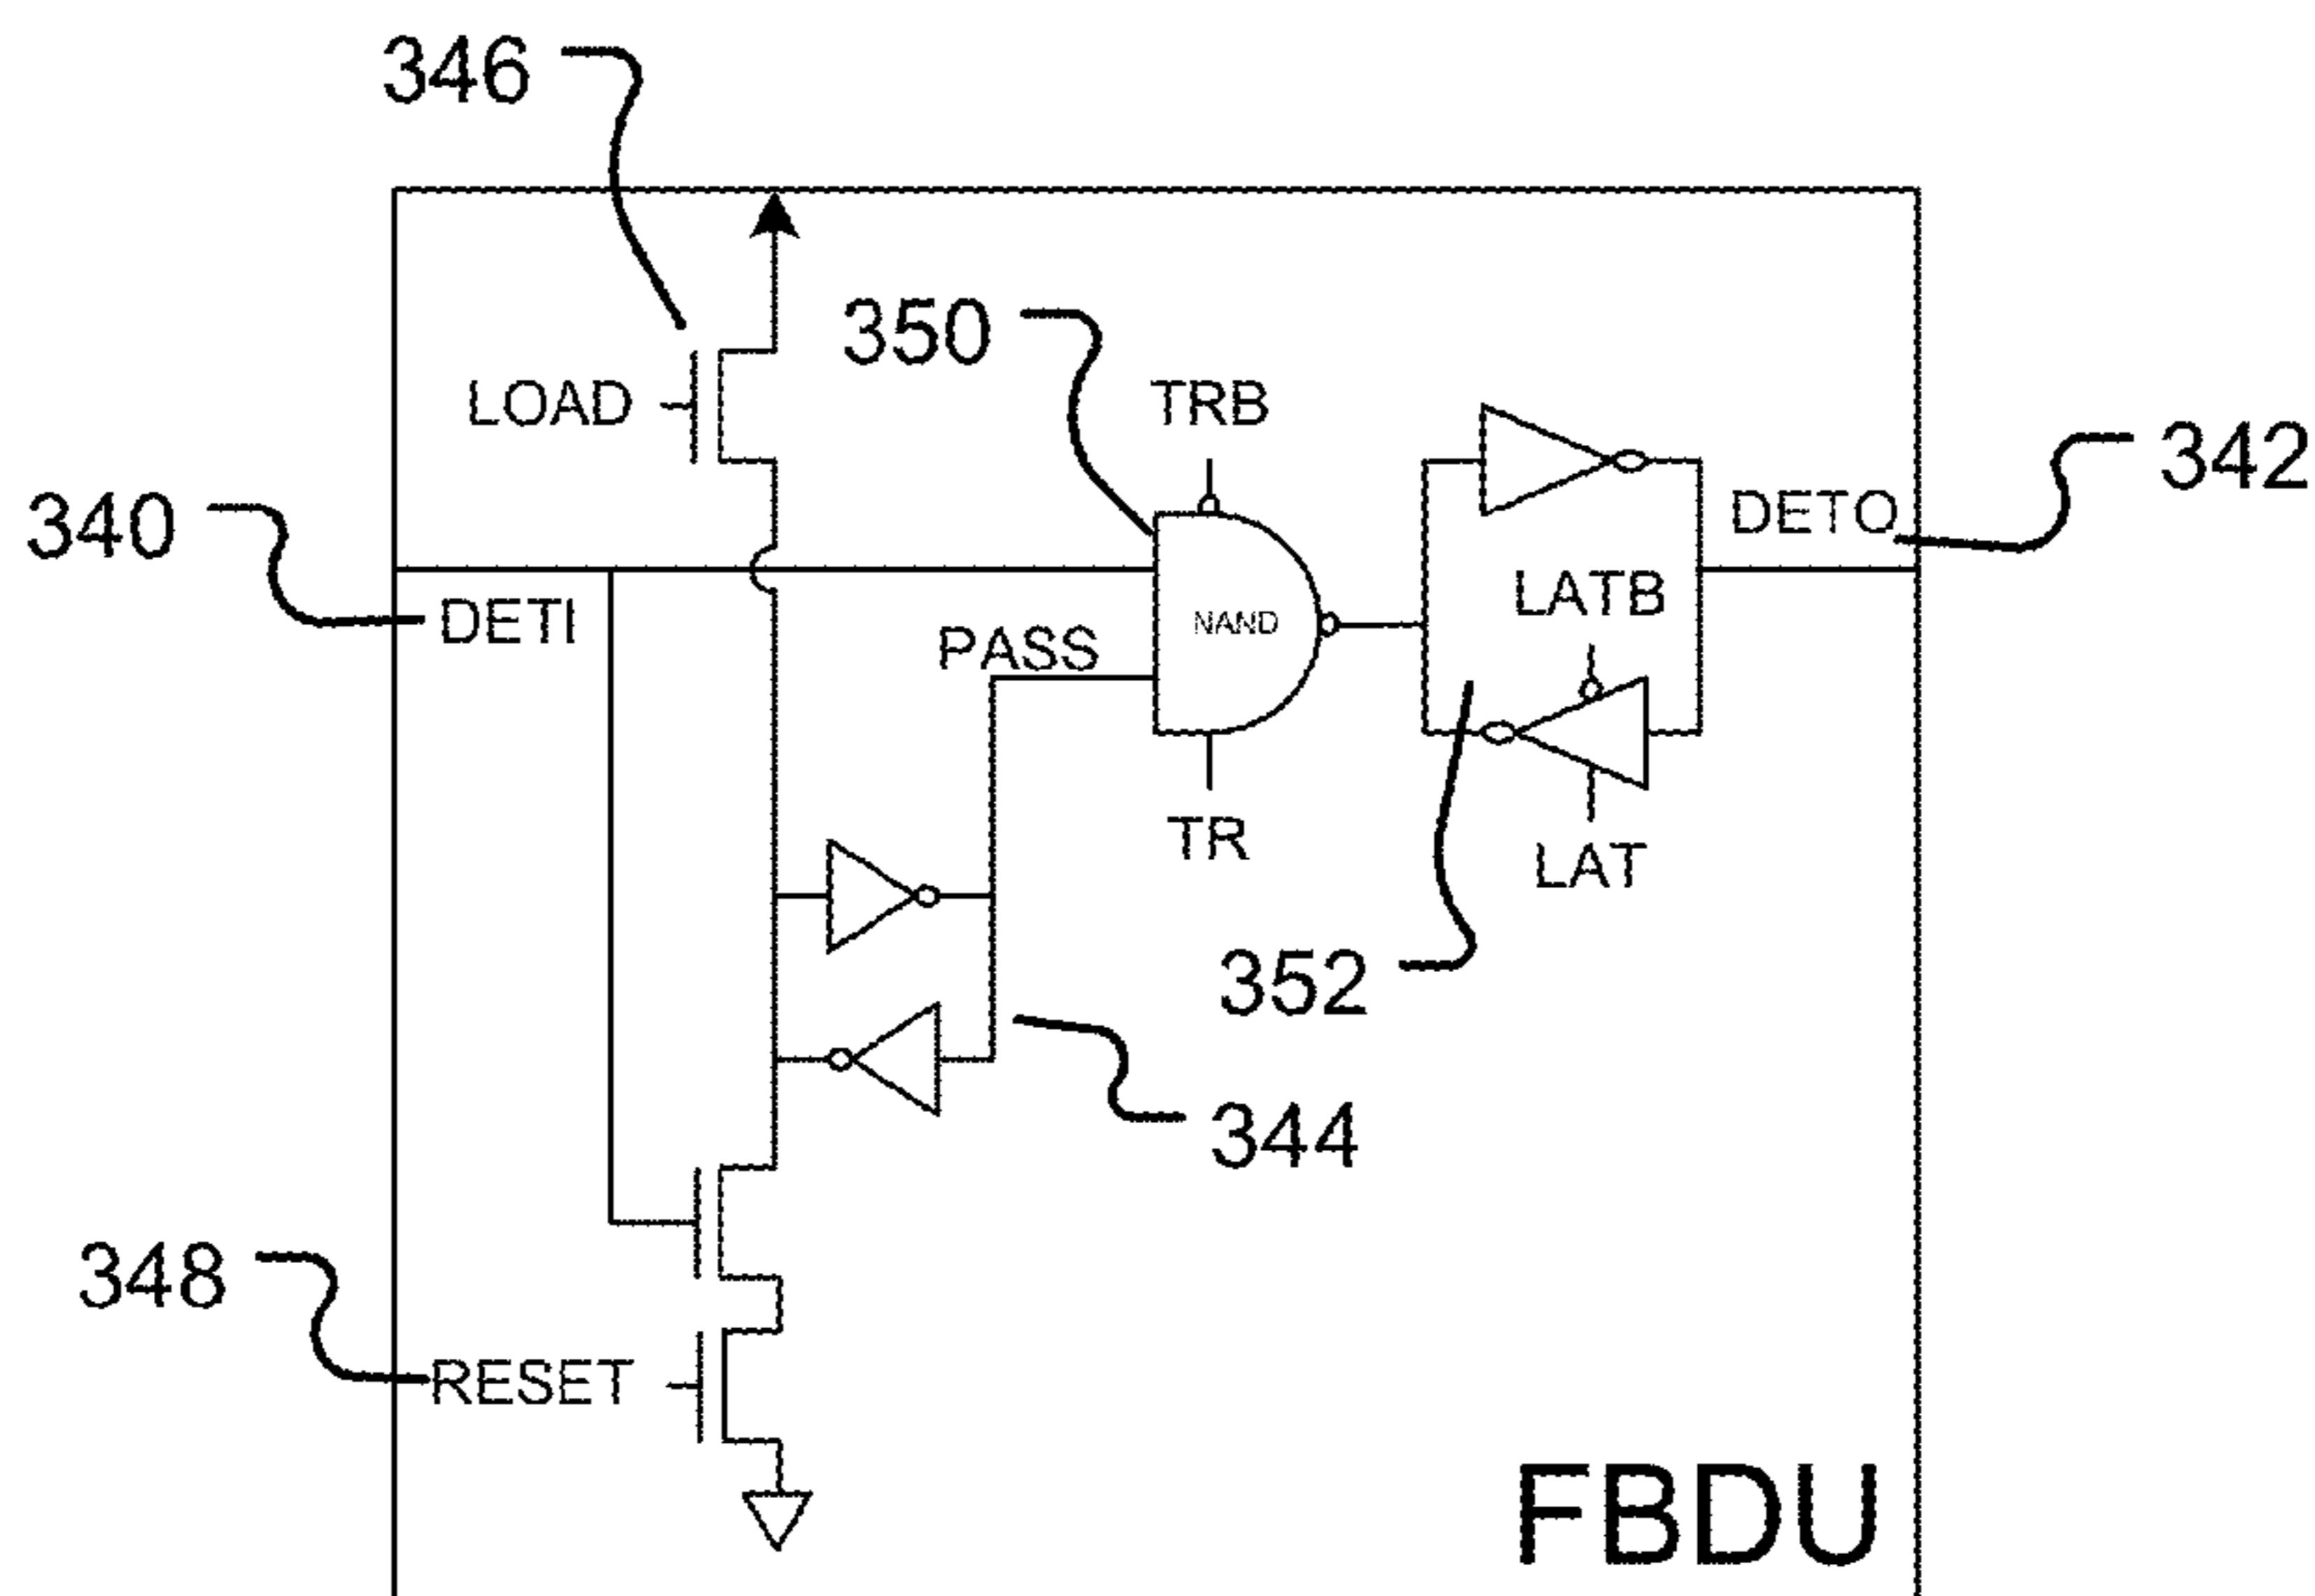 346
350
LOAD
TRB
342
340
DETO
DETI
LATB
NAND
PASS
TR
LAT
352
344
348
RESET
FBDU